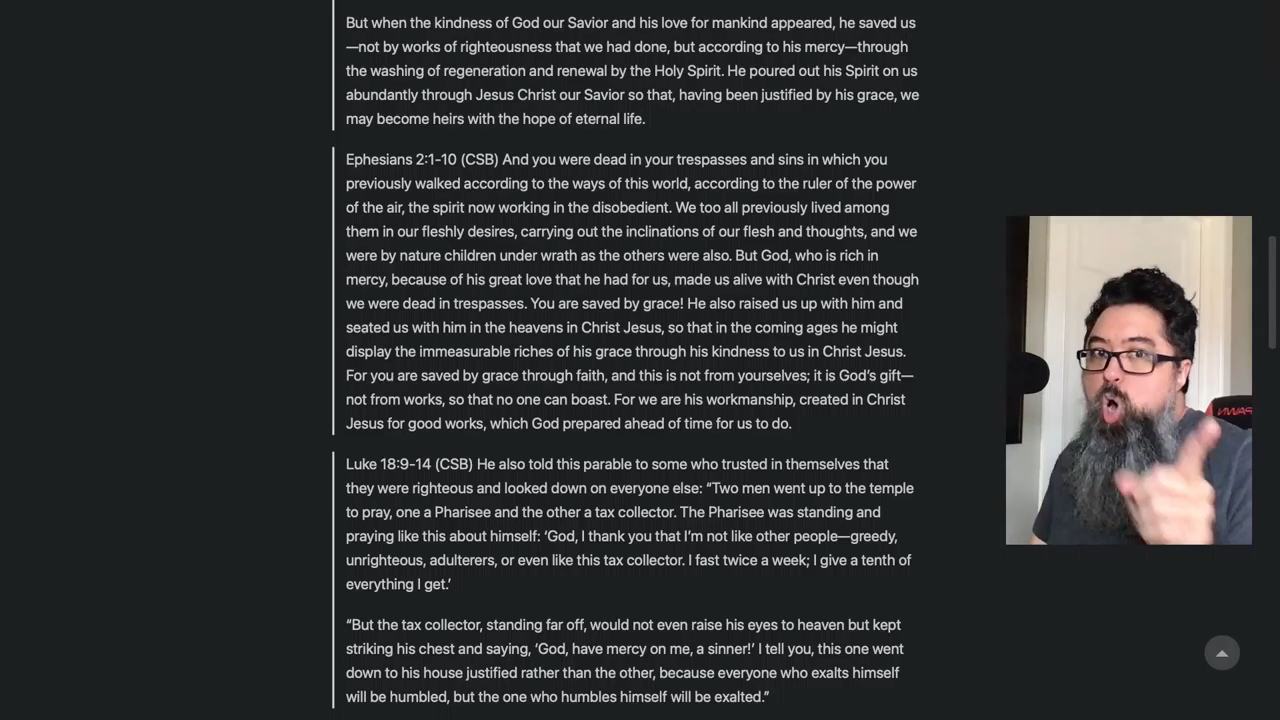 But when the kindness of God our Savior and his love for mankind appeared, he saved us
—not by works of righteousness that we had done, but according to his mercy—through
the washing of regeneration and renewal by the Holy Spirit. He poured out his Spirit on us
abundantly through Jesus Christ our Savior so that, having been justified by his grace, we
may become heirs with the hope of eternal life.
Ephesians 2:1-10 (CSB) And you were dead in your trespasses and sins in which you
previously walked according to the ways of this world, according to the ruler of the power
of the air, the spirit now working in the disobedient. We too all previously lived among
them in our fleshly desires, carrying out the inclinations of our flesh and thoughts, and we
were by nature children under wrath as the others were also. But God, who is rich in
mercy, because of his great love that he had for us, made us alive with Christ even though
we were dead in trespasses. You are saved by grace! He also raised us up with him and
seated us with him in the heavens in Christ Jesus, so that in the coming ages he might
display the immeasurable riches of his grace through his kindness to us in Christ Jesus.
For you are saved by grace through faith, and this is not from yourselves; it is God’s gift—
not from works, so that no one can boast. For we are his workmanship, created in Christ
Jesus for good works, which God prepared ahead of time for us to do.
Luke 18:9-14 (CSB) He also told this parable to some who trusted in themselves that
they were righteous and looked down on everyone else: “Two men went up to the temple
to pray, one a Pharisee and the other a tax collector. The Pharisee was standing and
praying like this about himself: ‘God, I thank you that I’m not like other people—greedy,
unrighteous, adulterers, or even like this tax collector. I fast twice a week; I give a tenth of
everything I get.’
“But the tax collector, standing far off, would not even raise his eyes to heaven but kept
striking his chest and saying, ‘God, have mercy on me, a sinner!’ I tell you, this one went
down to his house justified rather than the other, because everyone who exalts himself
will be humbled, but the one who humbles himself will be exalted.”